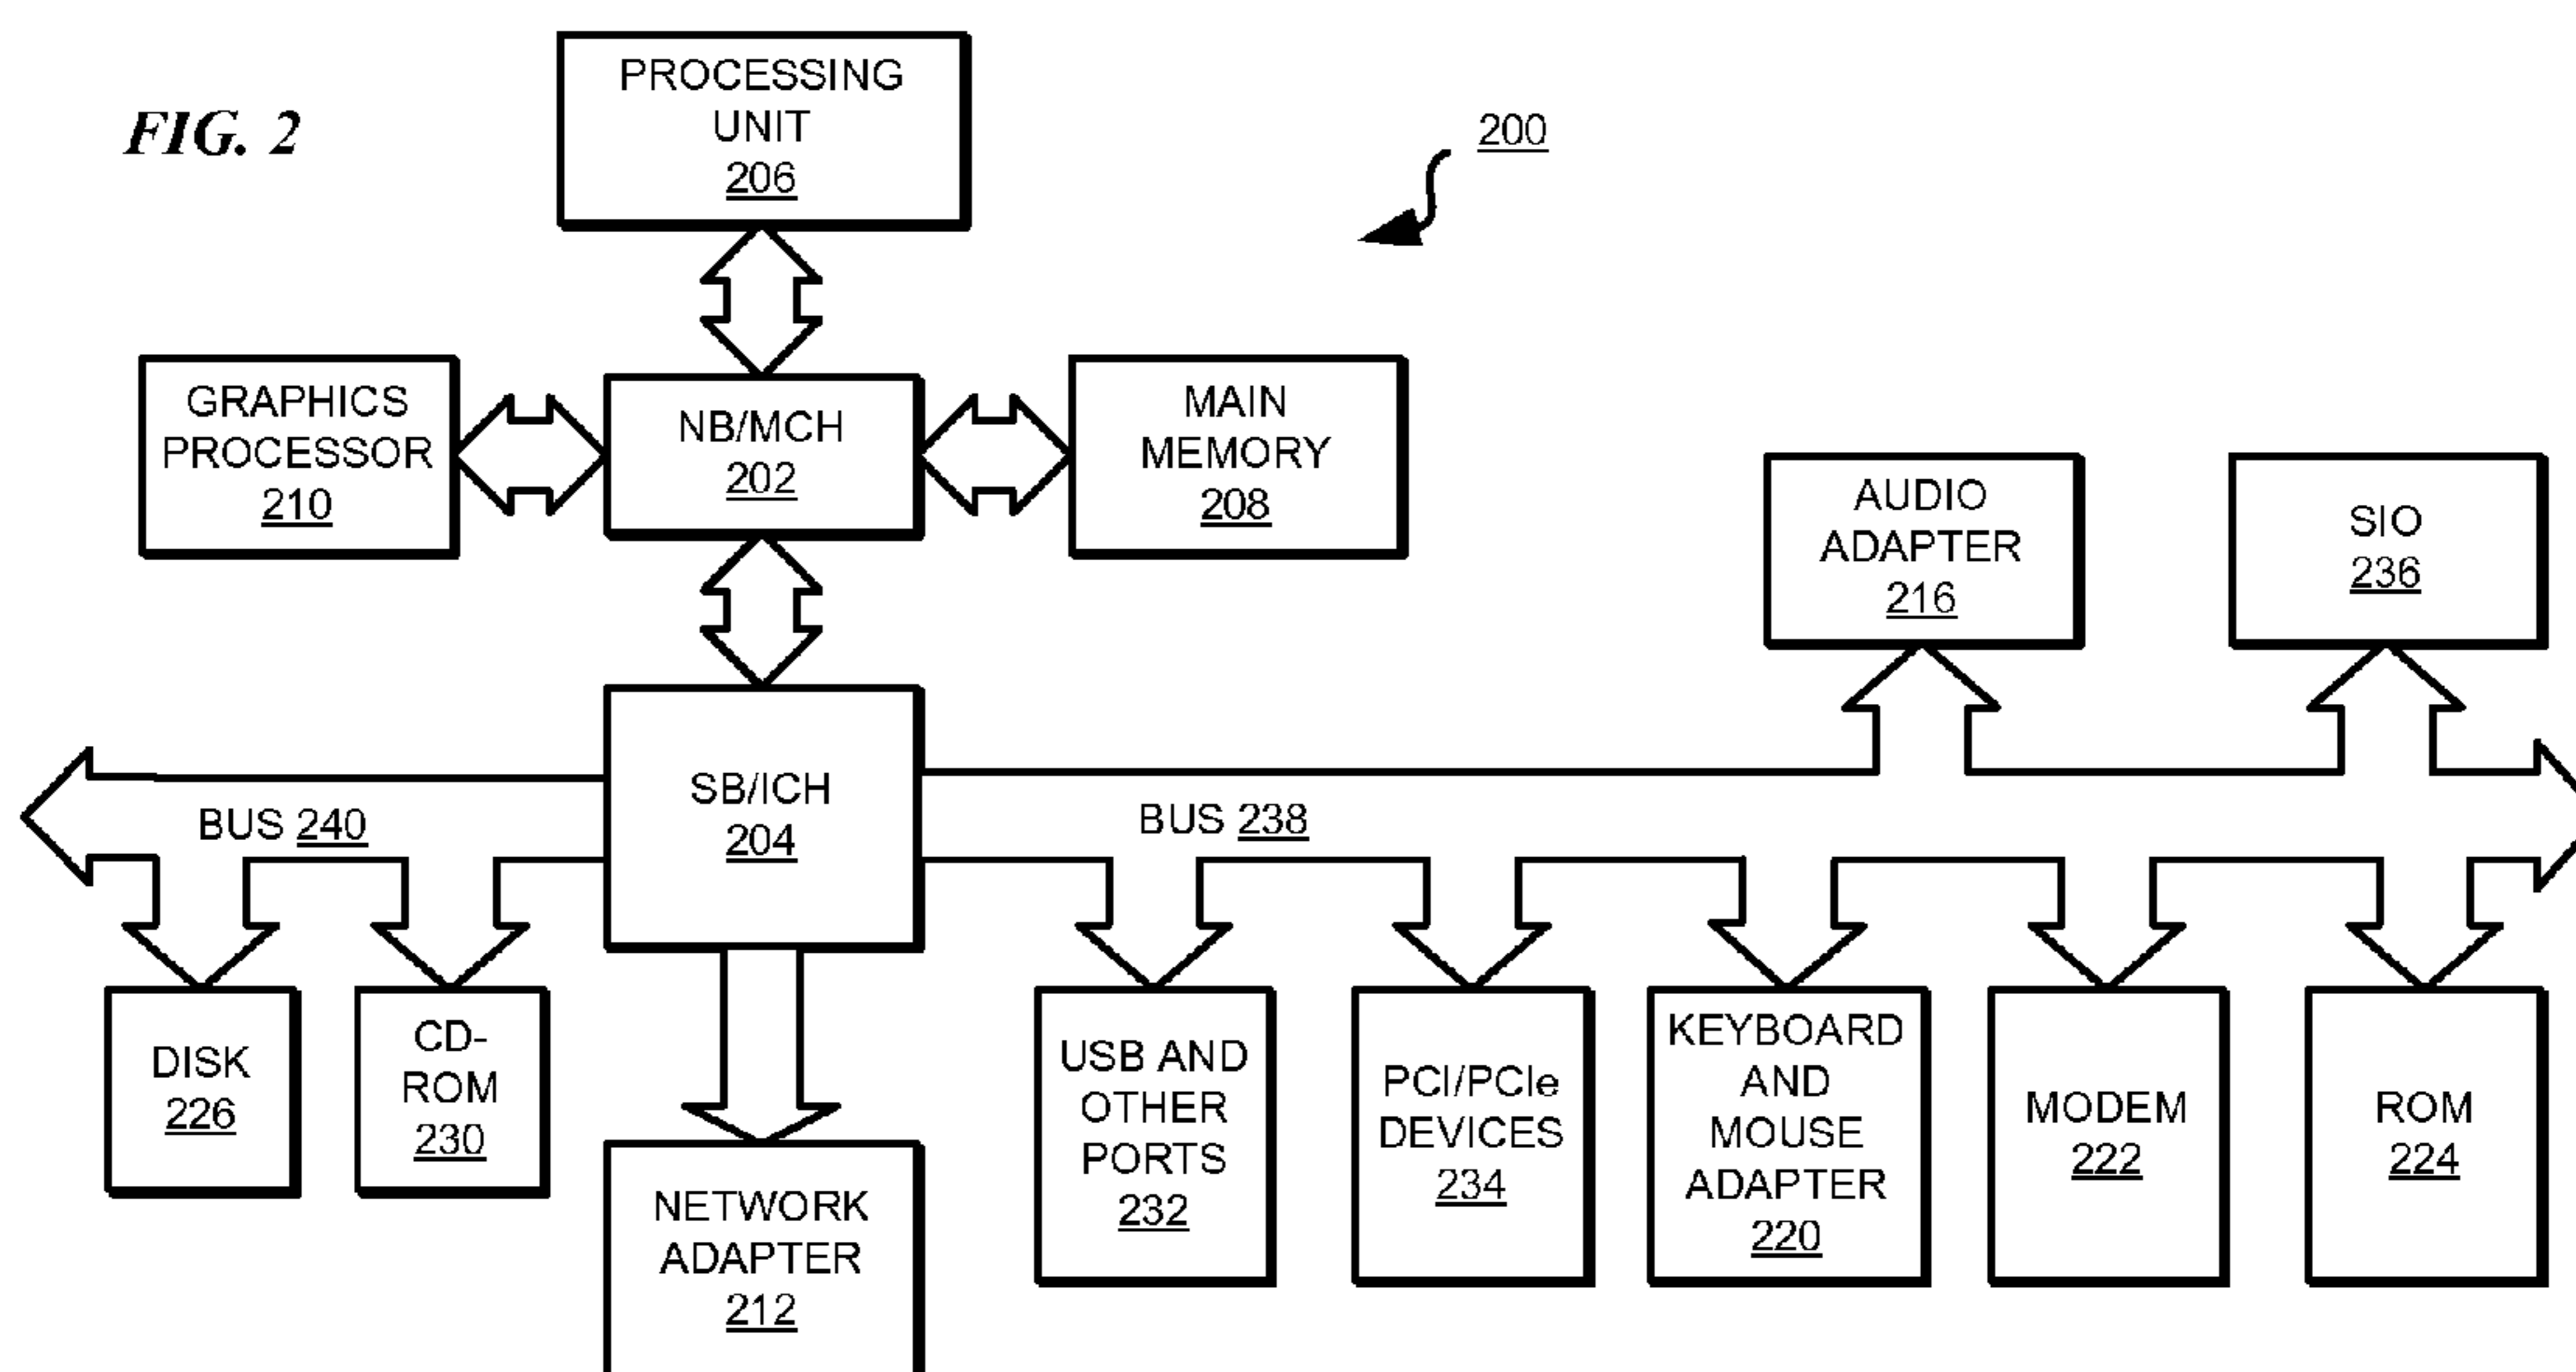 FIG. 2
PROCESSING
UNIT
206
200
GRAPHICS
PROCESSOR
210
NB/MCH
202
MAIN
MEMORY
208
AUDIO
ADAPTER
216
SIO
236
SB/ICH
204
BUS 240
BUS 238
DISK
226
CD-
ROM
230
NETWORK
ADAPTER
212
USB AND
OTHER
PORTS
232
PCI/PCIe
DEVICES
234
KEYBOARD
AND
MOUSE
ADAPTER
220
MODEM
222
ROM
224